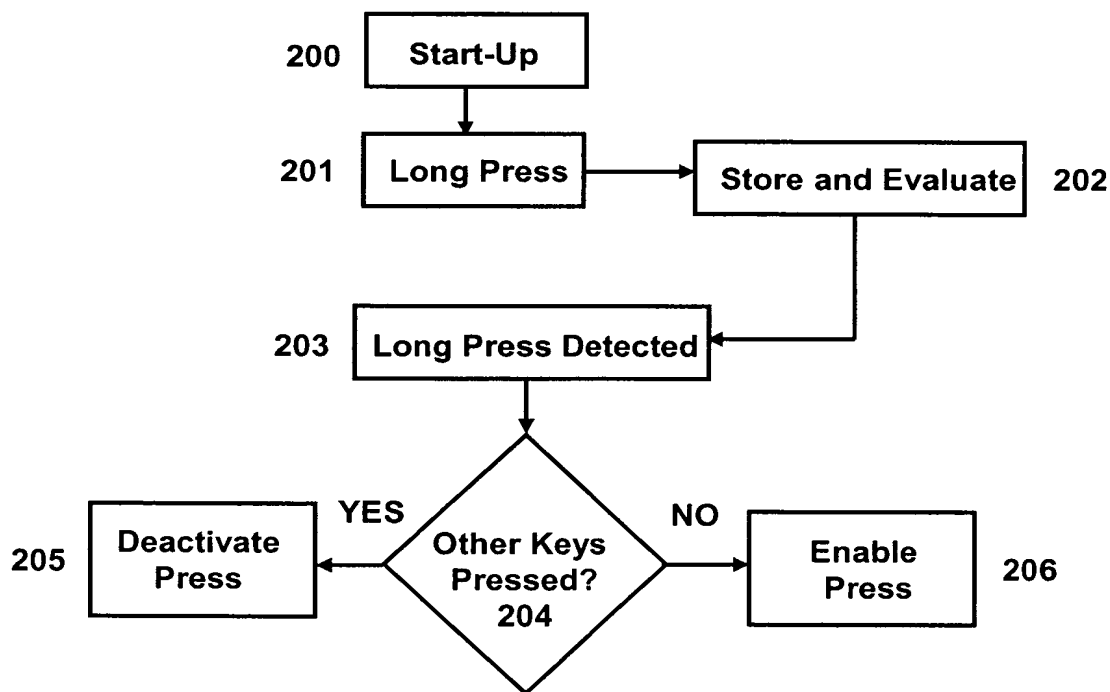 200
Start-Up
201
Long Press
Store and Evaluate
202
203
Long Press Detected
YES
NO
205
Deactivate
Press
Other Keys
Pressed?
204
Enable
Press
206